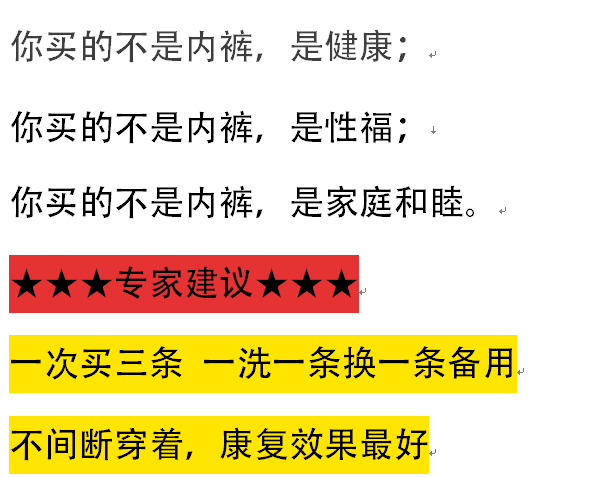 你买的不是内裤，是健康；
你买的不是内裤，是性福；
你买的不是内裤，是家庭和睦。
★★★专家建议★★★
一次买三条 一洗一条换一条备用
不间断穿着，康复效果最好